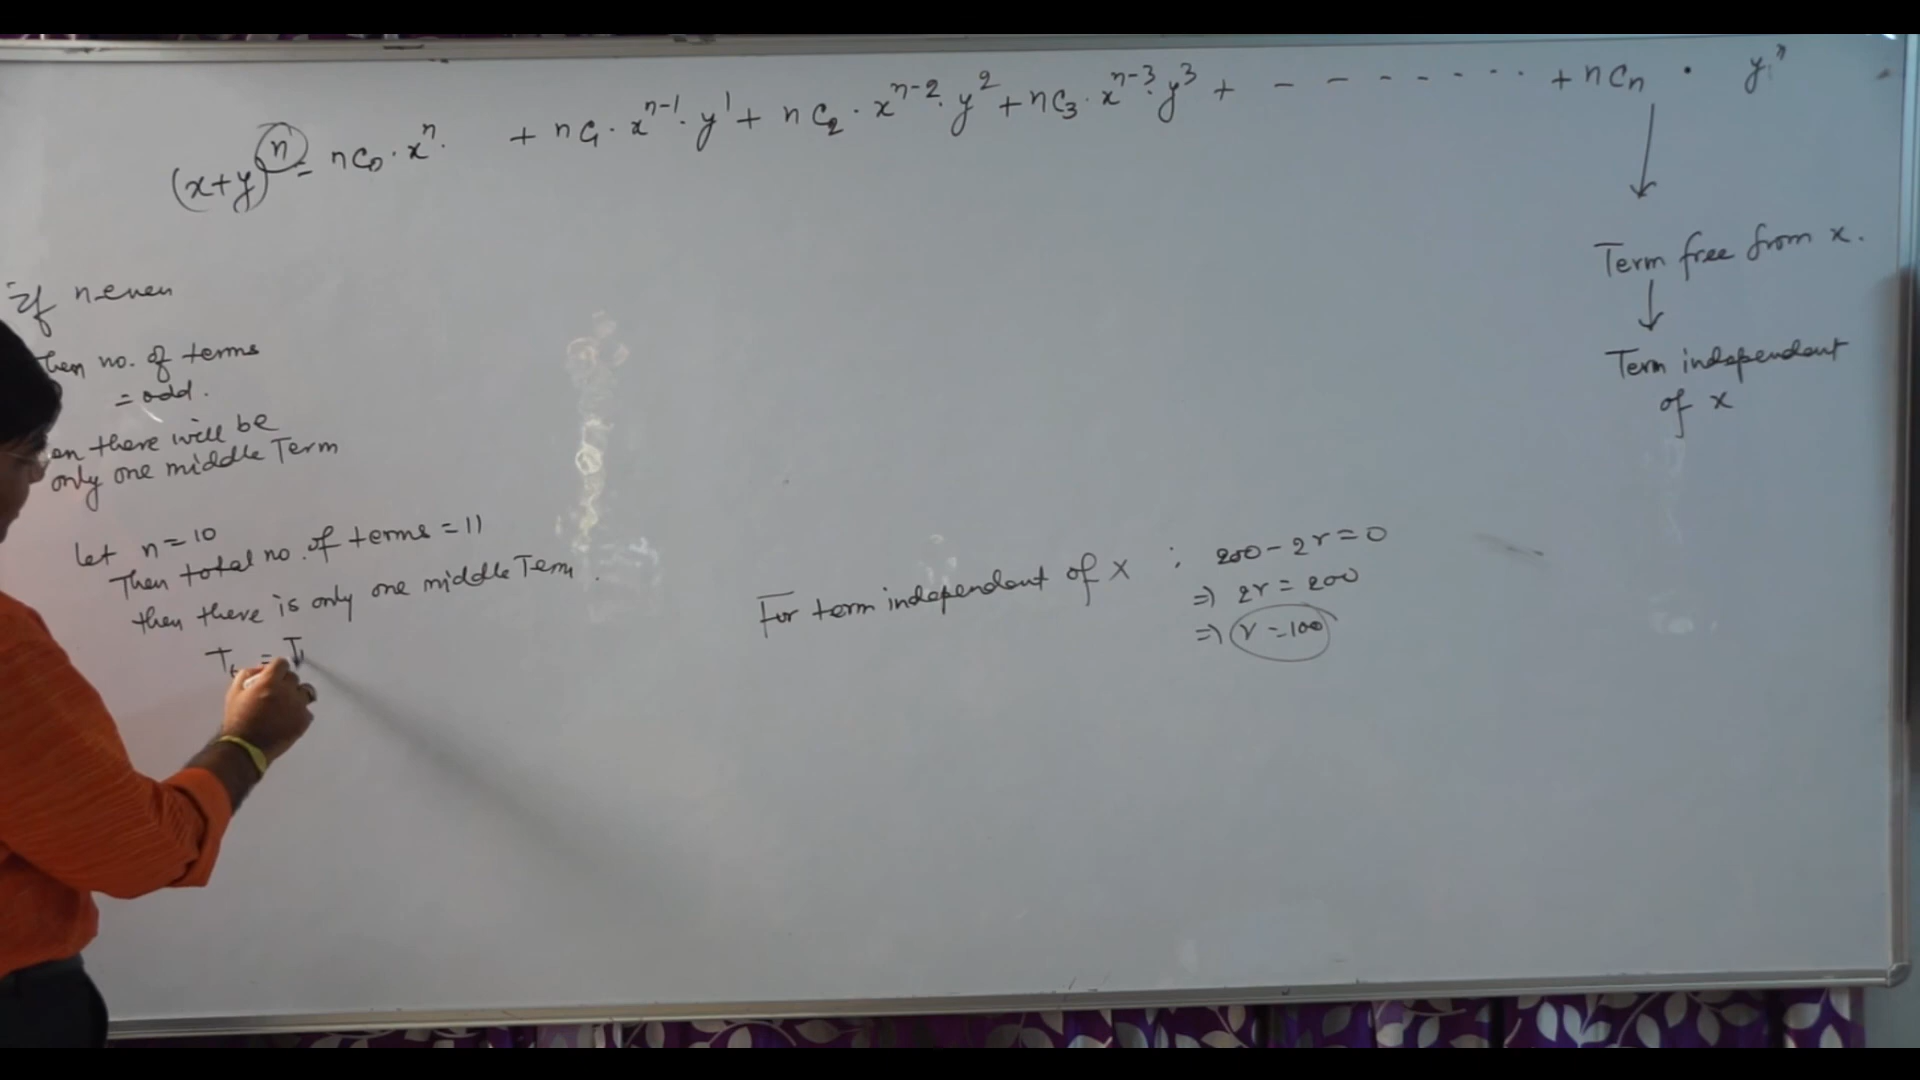 (x+y)^n = nC0 . x^n . + nC1 . x^n-1 . y^1 + nC2 . x^n-2 . y^2 + nC3 . x^n-3 . y^3 + - - - - - - - - + nCn . y^n
Term free from x.
Term independent
of x
if n-even
then no. of terms
= odd.
there will be
only one middle Term
let n=10
Then total no. of terms = 11
then there is only one middle Term.
T6 = T
For term independent of x : 200 - 2r = 0
=> 2r = 200
=> r = 100